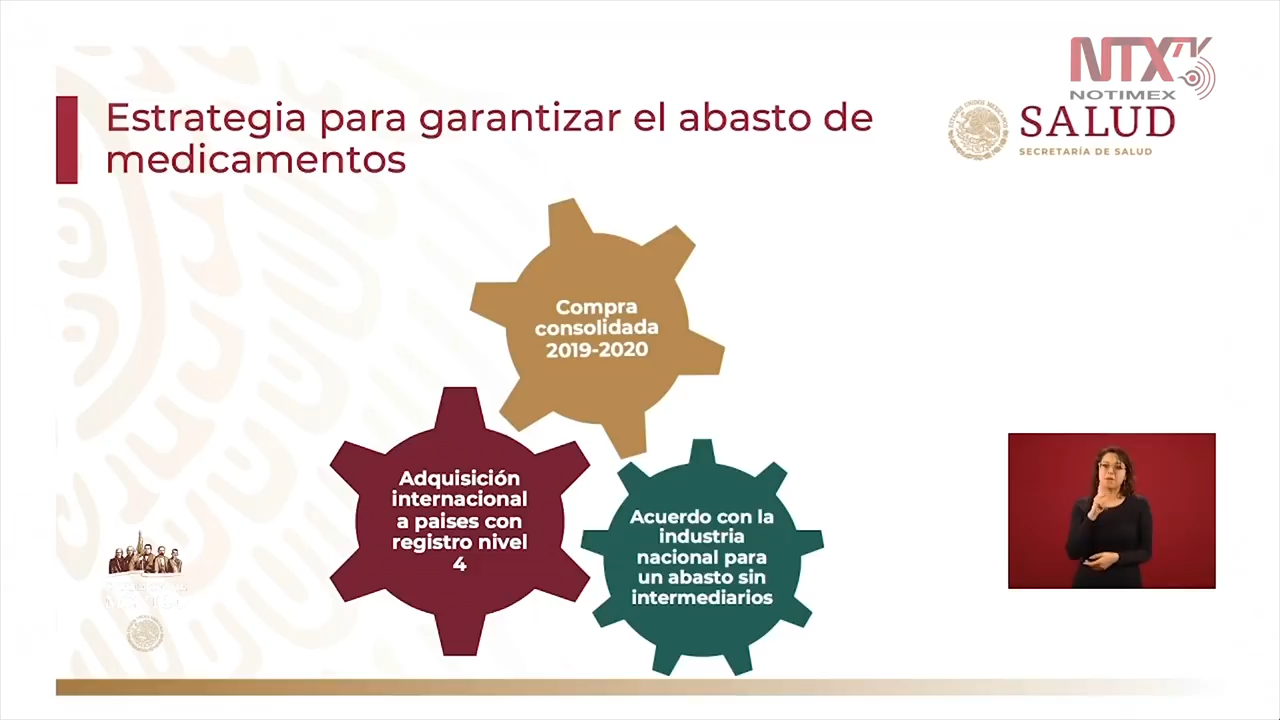 NTX
NOTIMEX
Estrategia para garantizar el abasto de
medicamentos
SALUD
SECRETARÍA DE SALUD
Compra
consolidada
2019-2020
Adquisición
internacional
a paises con
registro nivel
4
Acuerdo con la
industria
nacional para
un abasto sin
intermediarios